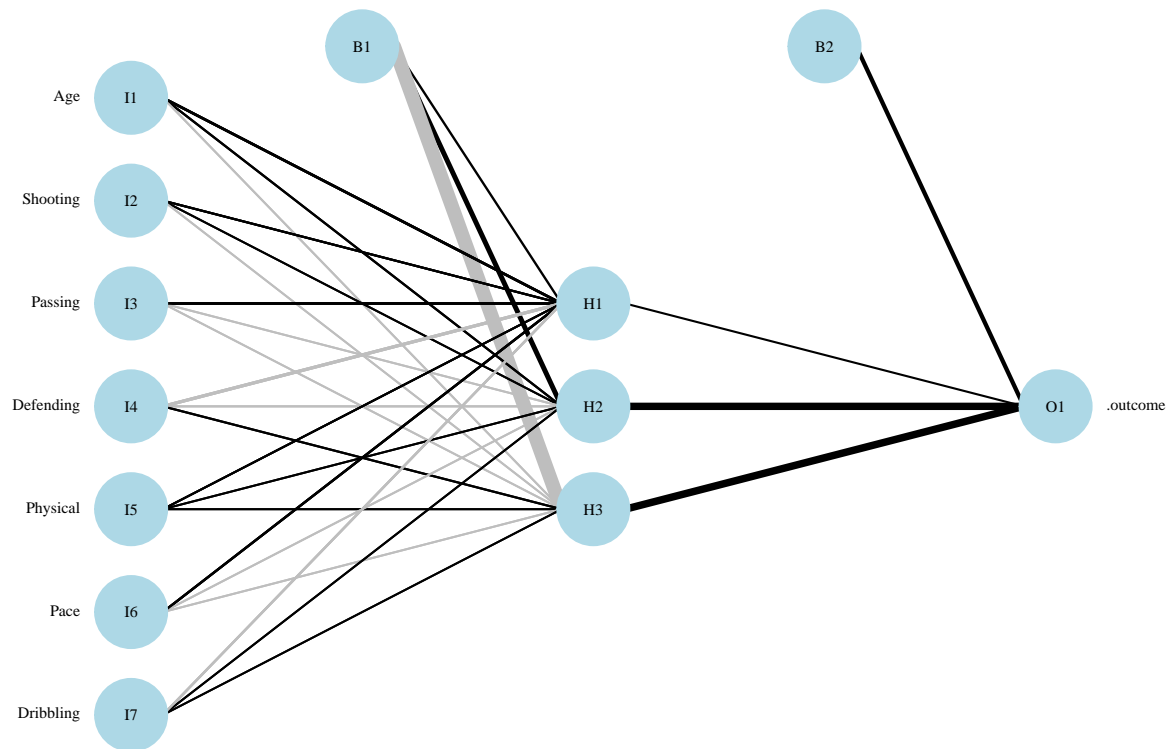 B1
B2
Age
I1
Shooting
I2
Passing
I3
H1
Defending
I4
H2
O1
.outcome
Physical
I5
H3
Pace
I6
Dribbling
I7